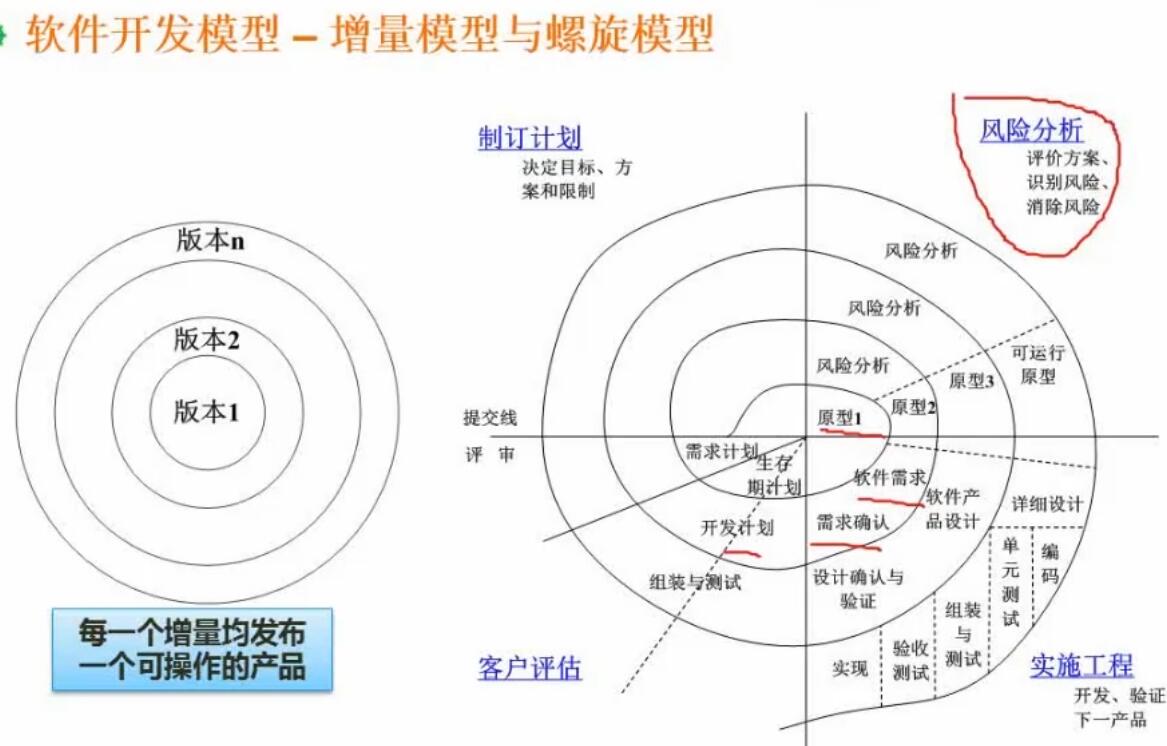 软件开发模型 – 增量模型与螺旋模型
版本n
版本2
版本1
每一个增量均发布
一个可操作的产品
制订计划
决定目标、方
案和限制
风险分析
评价方案、
识别风险、
消除风险
风险分析
风险分析
风险分析
可运行
原型
原型3
原型2
原型1
提交线
评 审
需求计划
生存
期计划
软件需求
软件产
品设计
详细设计
开发计划
需求确认
单
元
测
试
编
码
组装与测试
设计确认与
验证
组装
与
测试
验收
测试
实现
客户评估
实施工程
开发、验证
下一产品